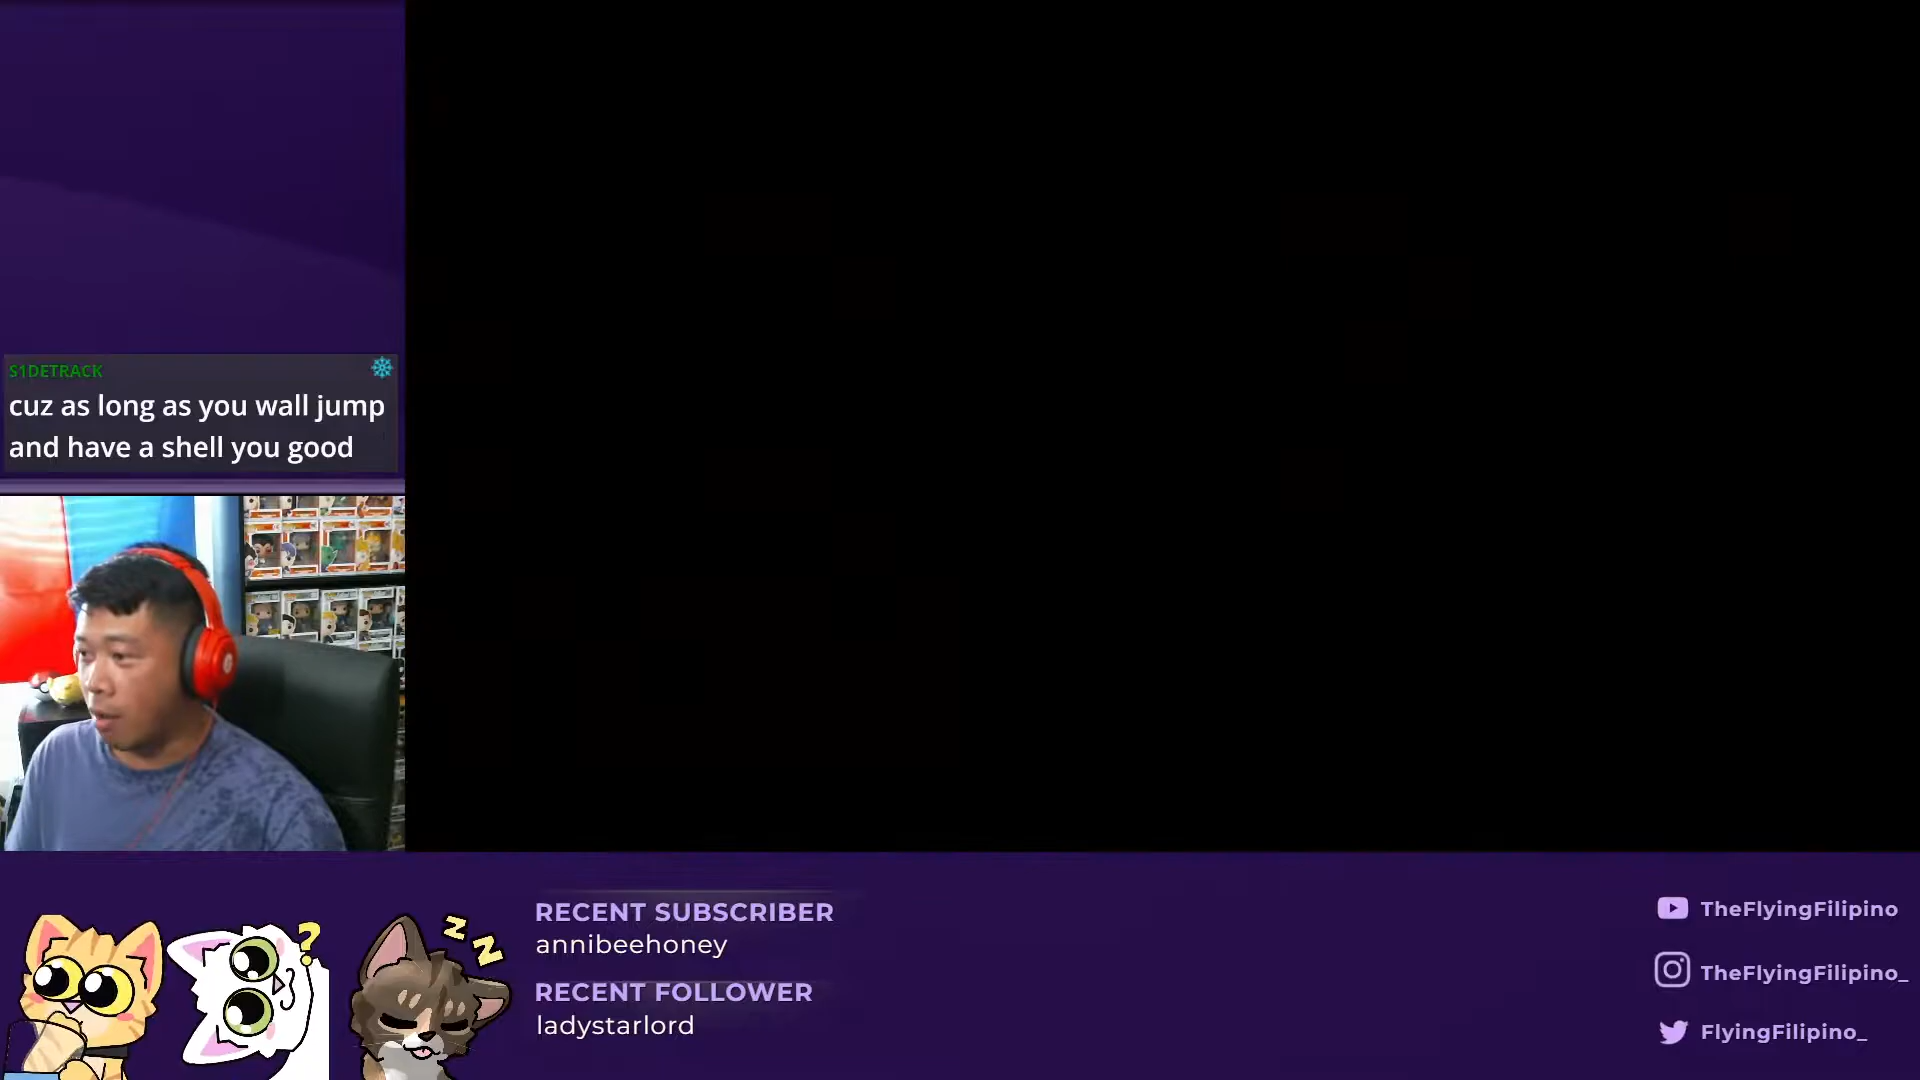 S1DETRACK
cuz as long as you wall jump
and have a shell you good
?
z
z
RECENT SUBSCRIBER
annibeehoney
RECENT FOLLOWER
ladystarlord
TheFlyingFilipino
TheFlyingFilipino_
FlyingFilipino_